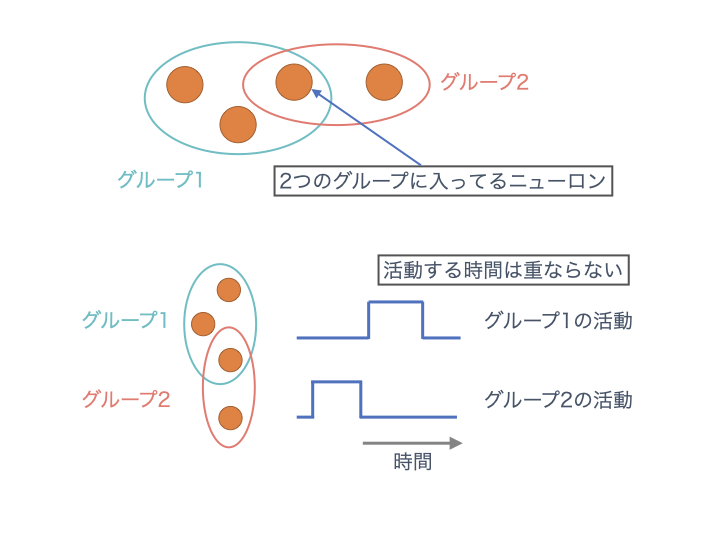 グループ2
グループ1
2つのグループに入ってるニューロン
活動する時間は重ならない
グループ1
グループ1の活動
グループ2
グループ2の活動
時間